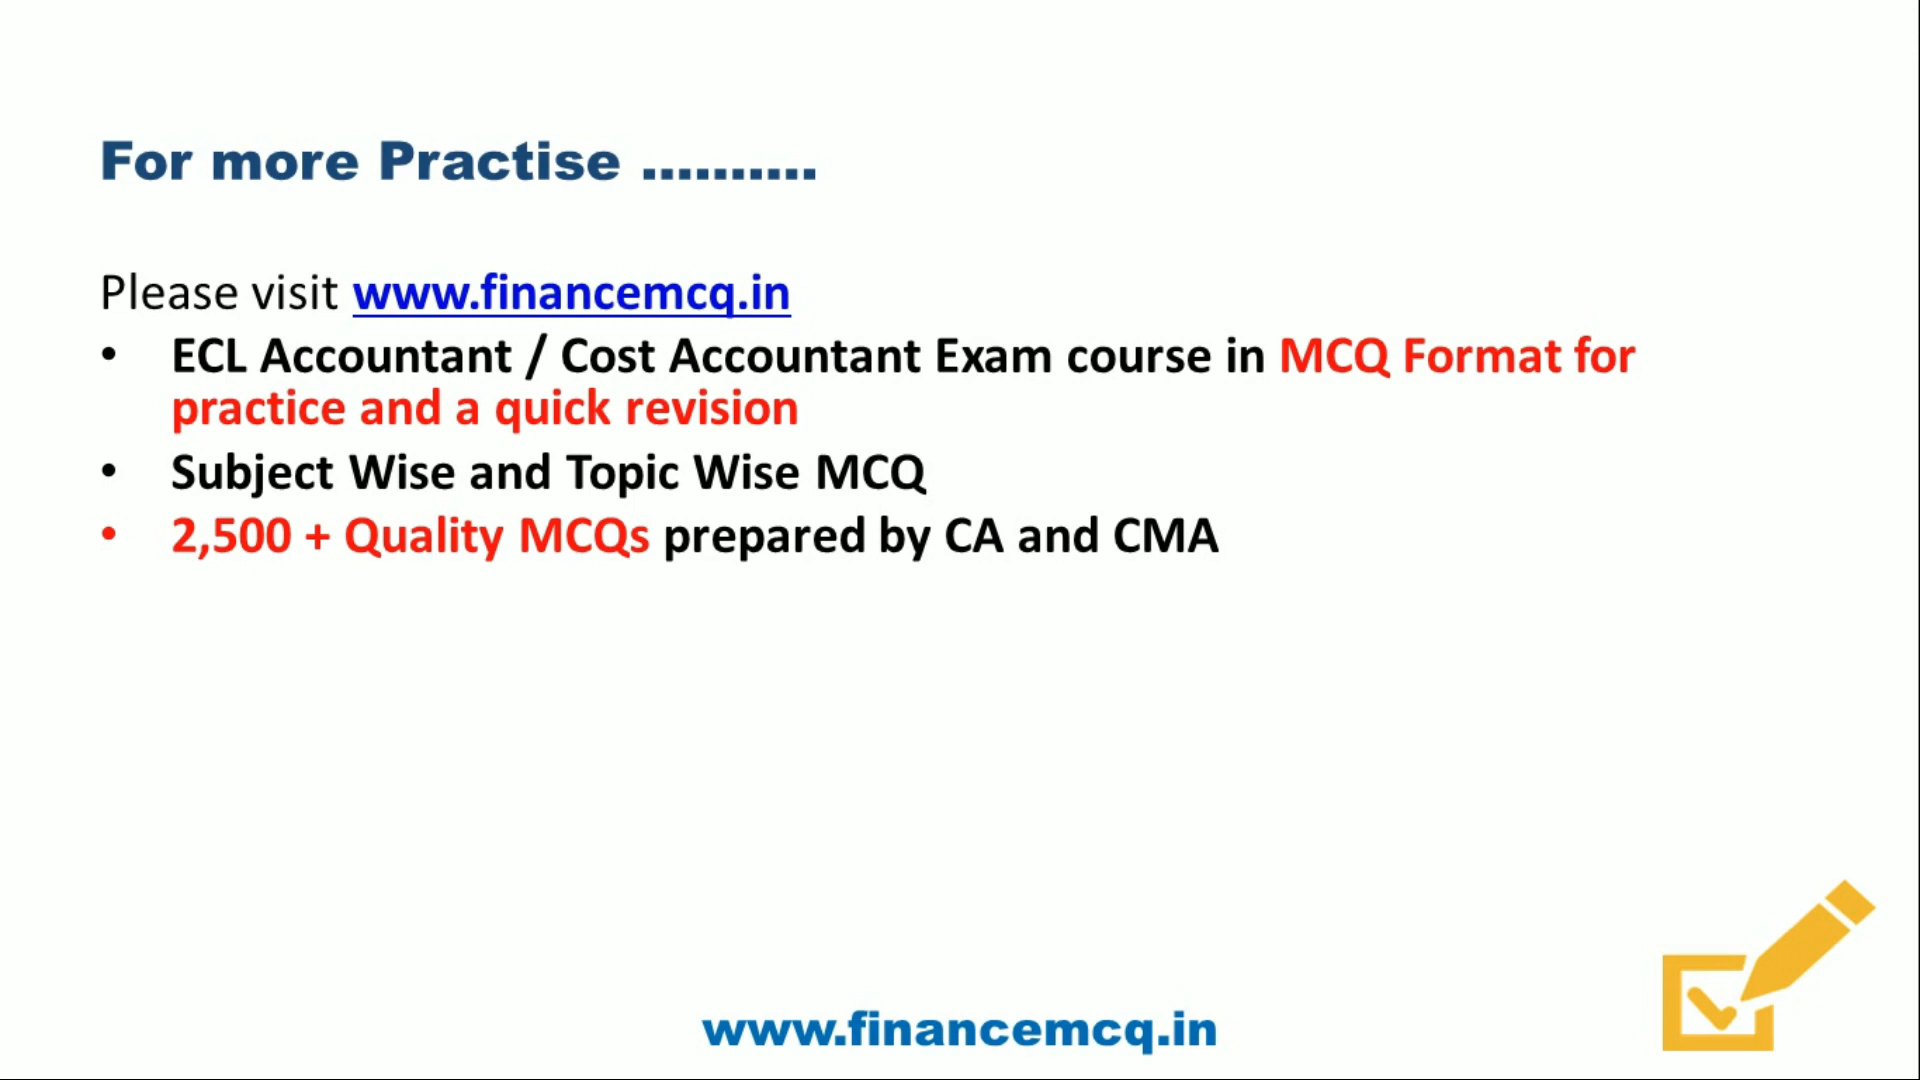 For more Practise ..........
Please visit www.financemcq.in
• ECL Accountant / Cost Accountant Exam course in MCQ Format for
practice and a quick revision
• Subject Wise and Topic Wise MCQ
• 2,500 + Quality MCQs prepared by CA and CMA
www.financemcq.in